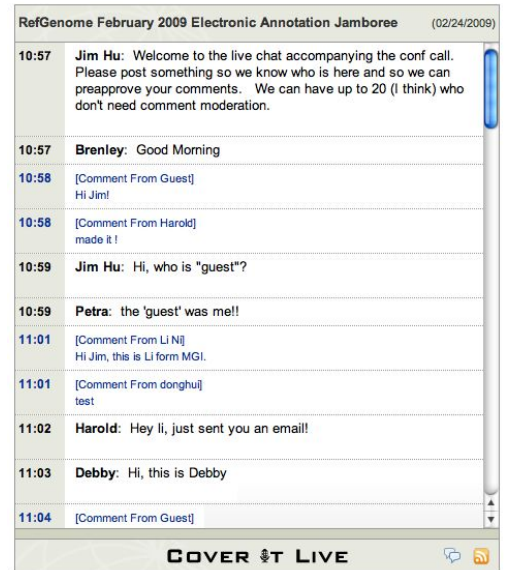 RefGenome February 2009 Electronic Annotation Jamboree (02/24/2009)
10:57 Jim Hu: Welcome to the live chat accompanying the conf call.
Please post something so we know who is here and so we can
preapprove your comments. We can have up to 20 (I think) who
don't need comment moderation.
10:57 Brenley: Good Morning
10:58 [Comment From Guest]
Hi Jim!
10:58 [Comment From Harold]
made it !
10:59 Jim Hu: Hi, who is "guest"?
10:59 Petra: the 'guest' was me!!
11:01 [Comment From Li Ni]
Hi Jim, this is Li form MGI.
11:01 [Comment From donghui]
test
11:02 Harold: Hey li, just sent you an email!
11:03 Debby: Hi, this is Debby
11:04 [Comment From Guest]
COVER IT LIVE